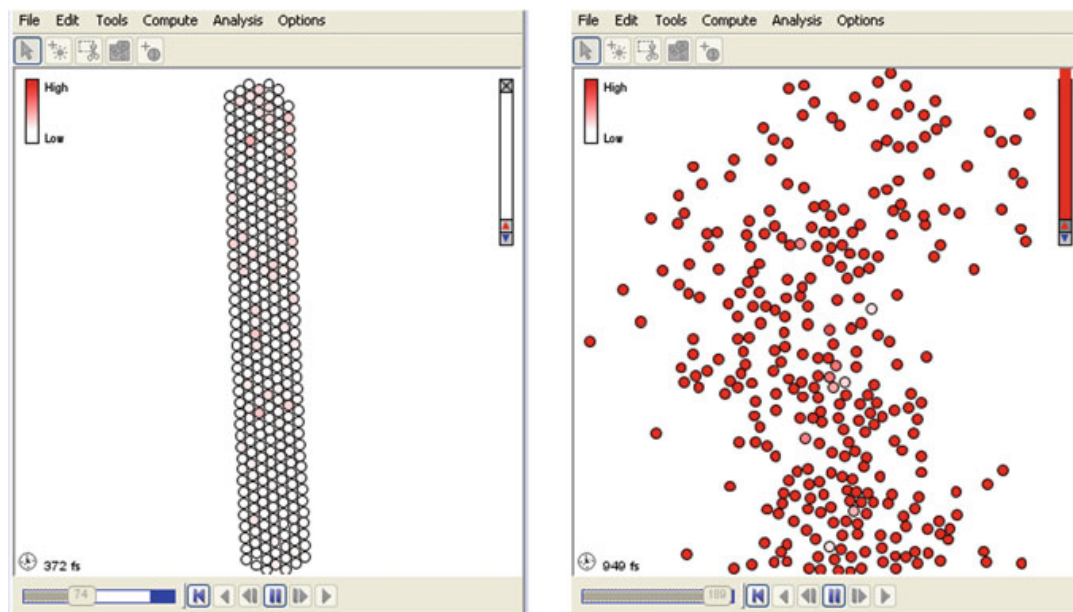 File Edit Tools Compute Analysis Options
High
Low
372 fs
74
File Edit Tools Compute Analysis Options
High
Low
949 fs
189